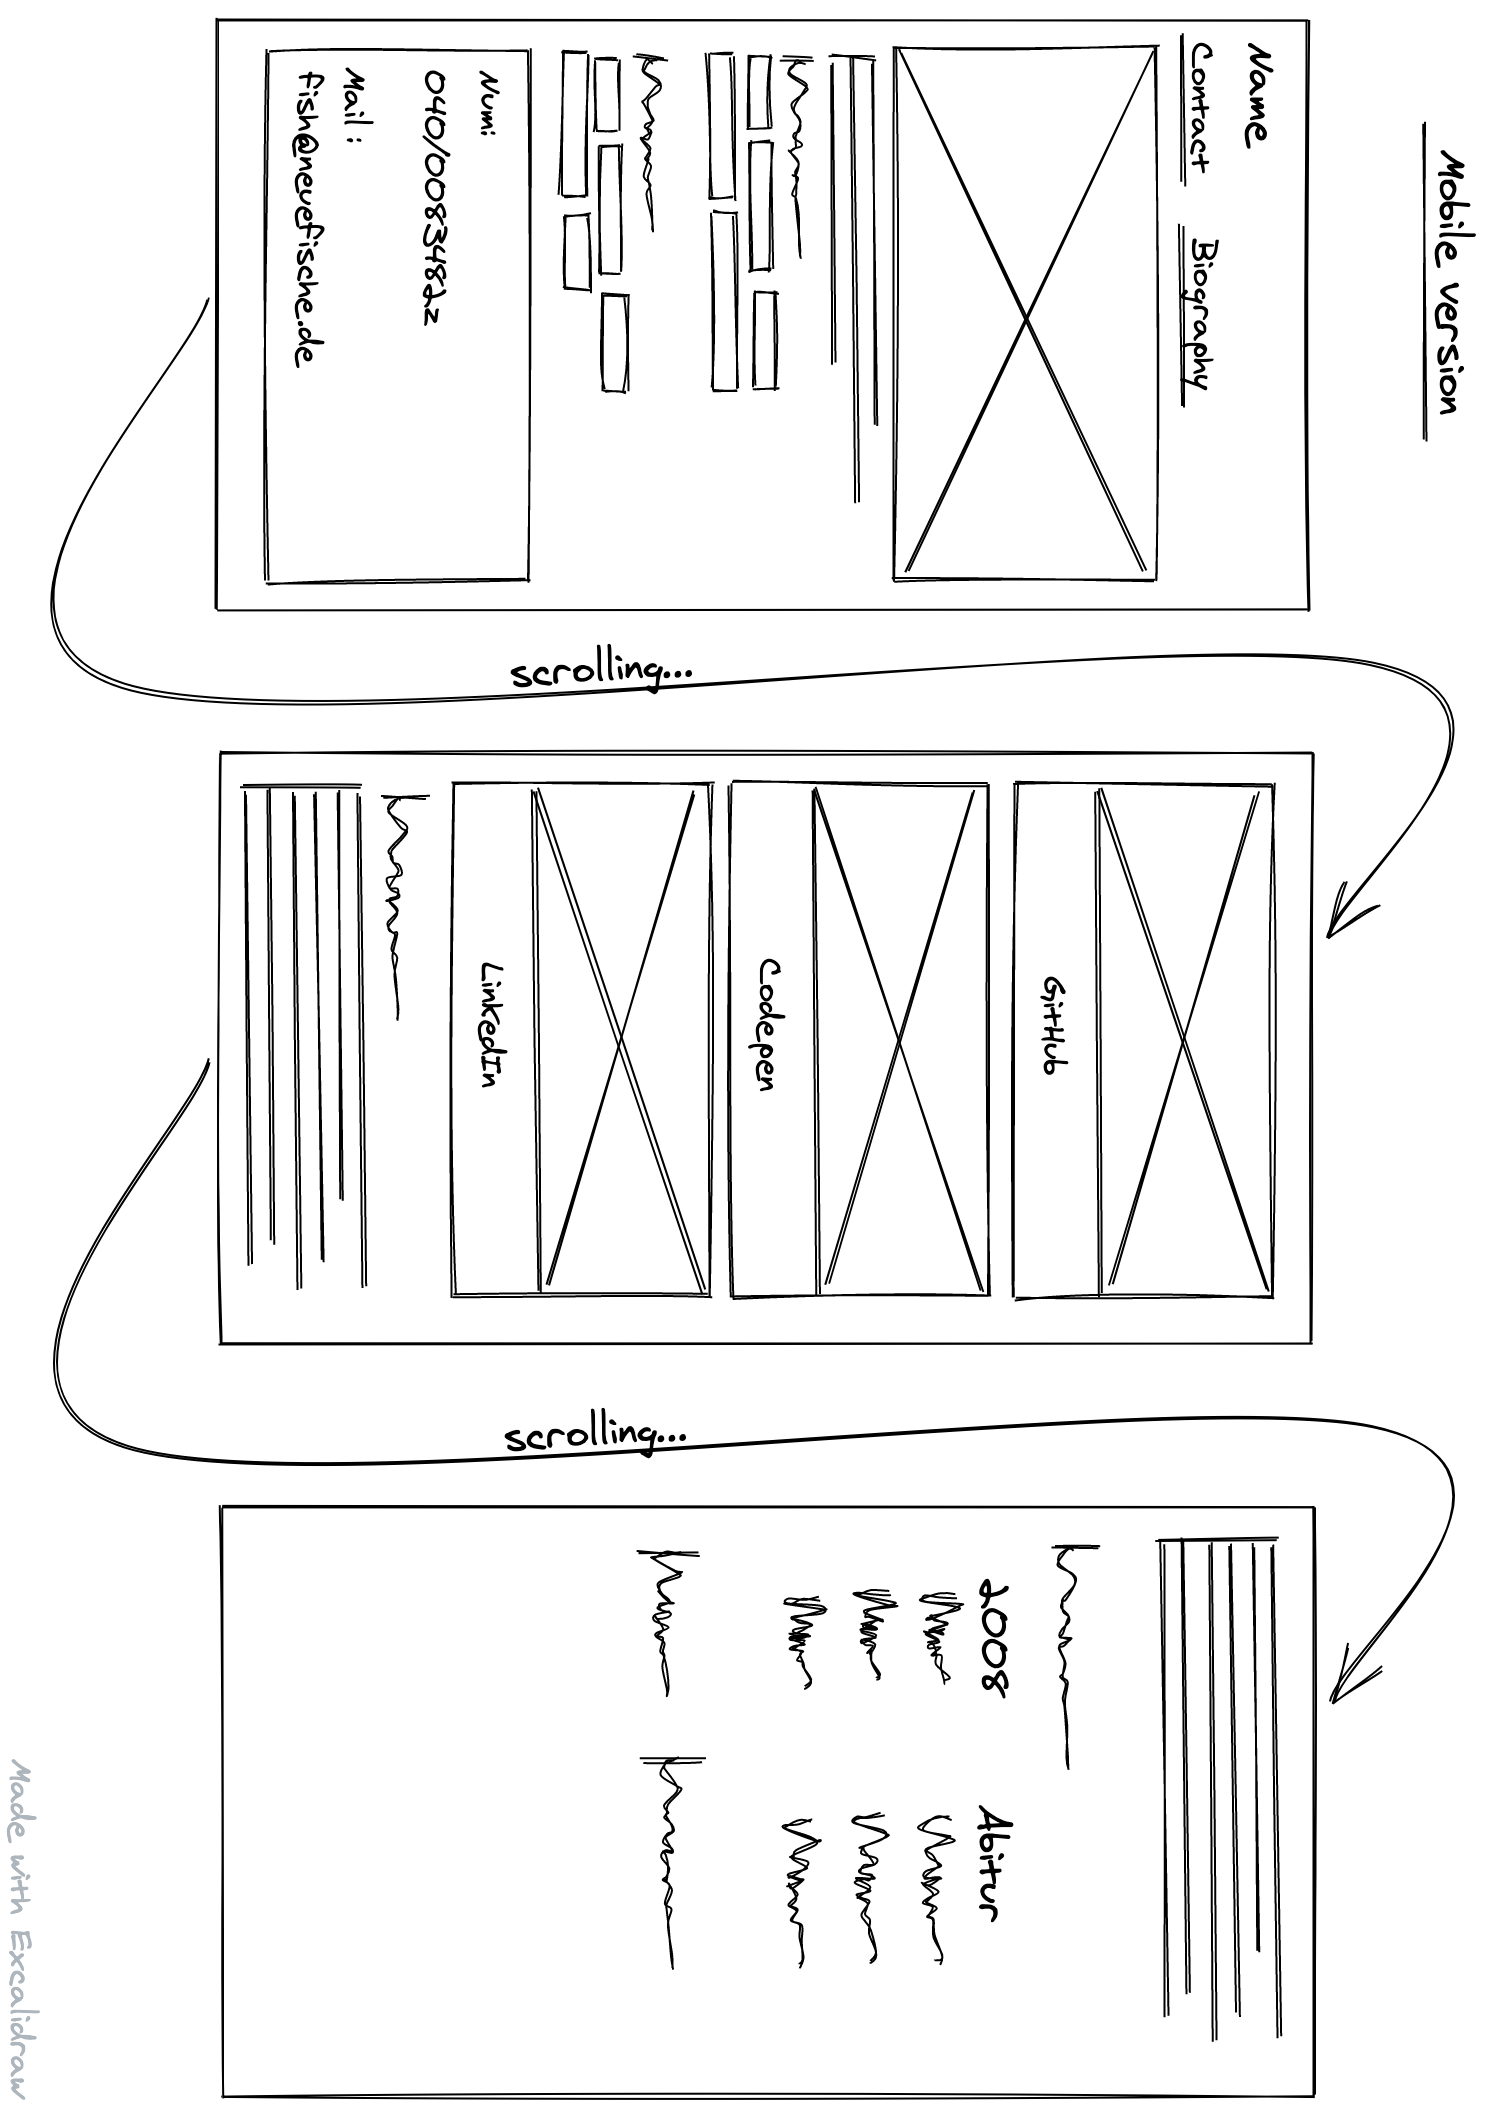 Mobile version
Name
Contact Biography
Num:
040/00834872z
Mail:
fish@neuefische.de
scrolling...
GitHub
Codepen
LinkedIn
scrolling...
2008 Abitur
Made with Excalidraw